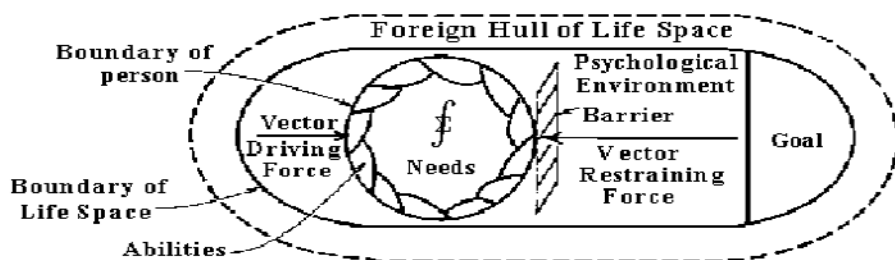 Foreign Hull of Life Space
Boundary of
person
Psychological
Environment
Barrier
Vector
Driving
Force
Needs
Vector
Restraining
Force
Goal
Boundary of
Life Space
Abilities